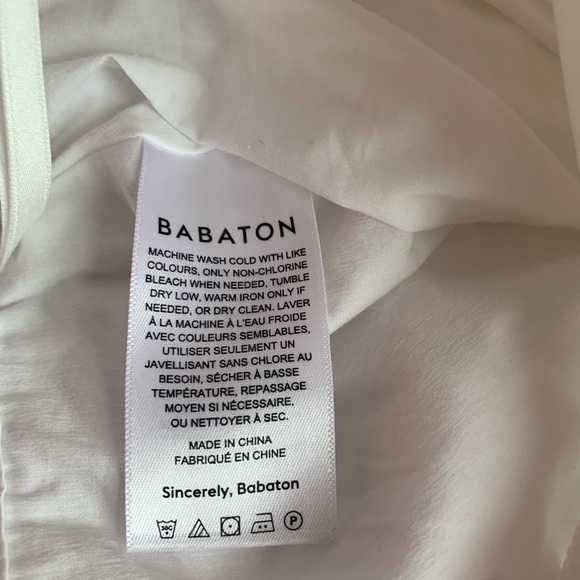 BABATON
MACHINE WASH COLD WITH LIKE
COLOURS, ONLY NON-CHLORINE
BLEACH WHEN NEEDED, TUMBLE
DRY LOW, WARM IRON ONLY IF
NEEDED, OR DRY CLEAN. LAVER
À LA MACHINE À L'EAU FROIDE
AVEC COULEURS SEMBLABLES,
UTILISER SEULEMENT UN
JAVELLISANT SANS CHLORE AU
BESOIN, SÉCHER À BASSE
TEMPÉRATURE, REPASSAGE
MOYEN SI NÉCESSAIRE,
OU NETTOYER À SEC.
MADE IN CHINA
FABRIQUÉ EN CHINE
Sincerely, Babaton
30C P